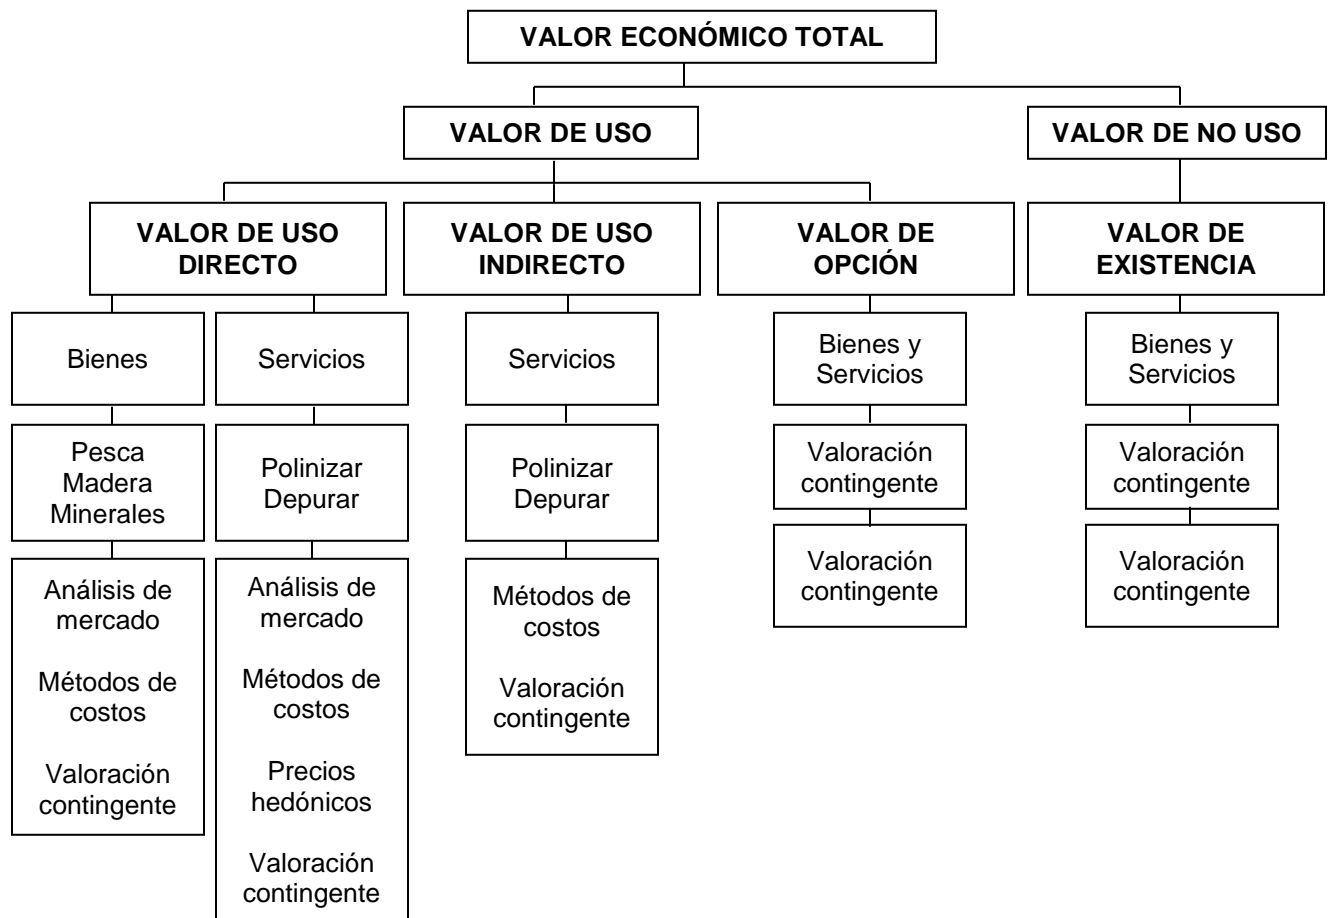 VALOR ECONÓMICO TOTAL
VALOR DE USO
VALOR DE NO USO
VALOR DE USO
DIRECTO
VALOR DE USO
INDIRECTO
VALOR DE
OPCIÓN
VALOR DE
EXISTENCIA
Bienes
Servicios
Servicios
Bienes y
Servicios
Bienes y
Servicios
Pesca
Madera
Minerales
Polinizar
Depurar
Polinizar
Depurar
Valoración
contingente
Valoración
contingente
Análisis de
mercado
Métodos de
costos
Valoración
contingente
Análisis de
mercado
Métodos de
costos
Precios
hedónicos
Valoración
contingente
Métodos de
costos
Valoración
contingente
Valoración
contingente
Valoración
contingente